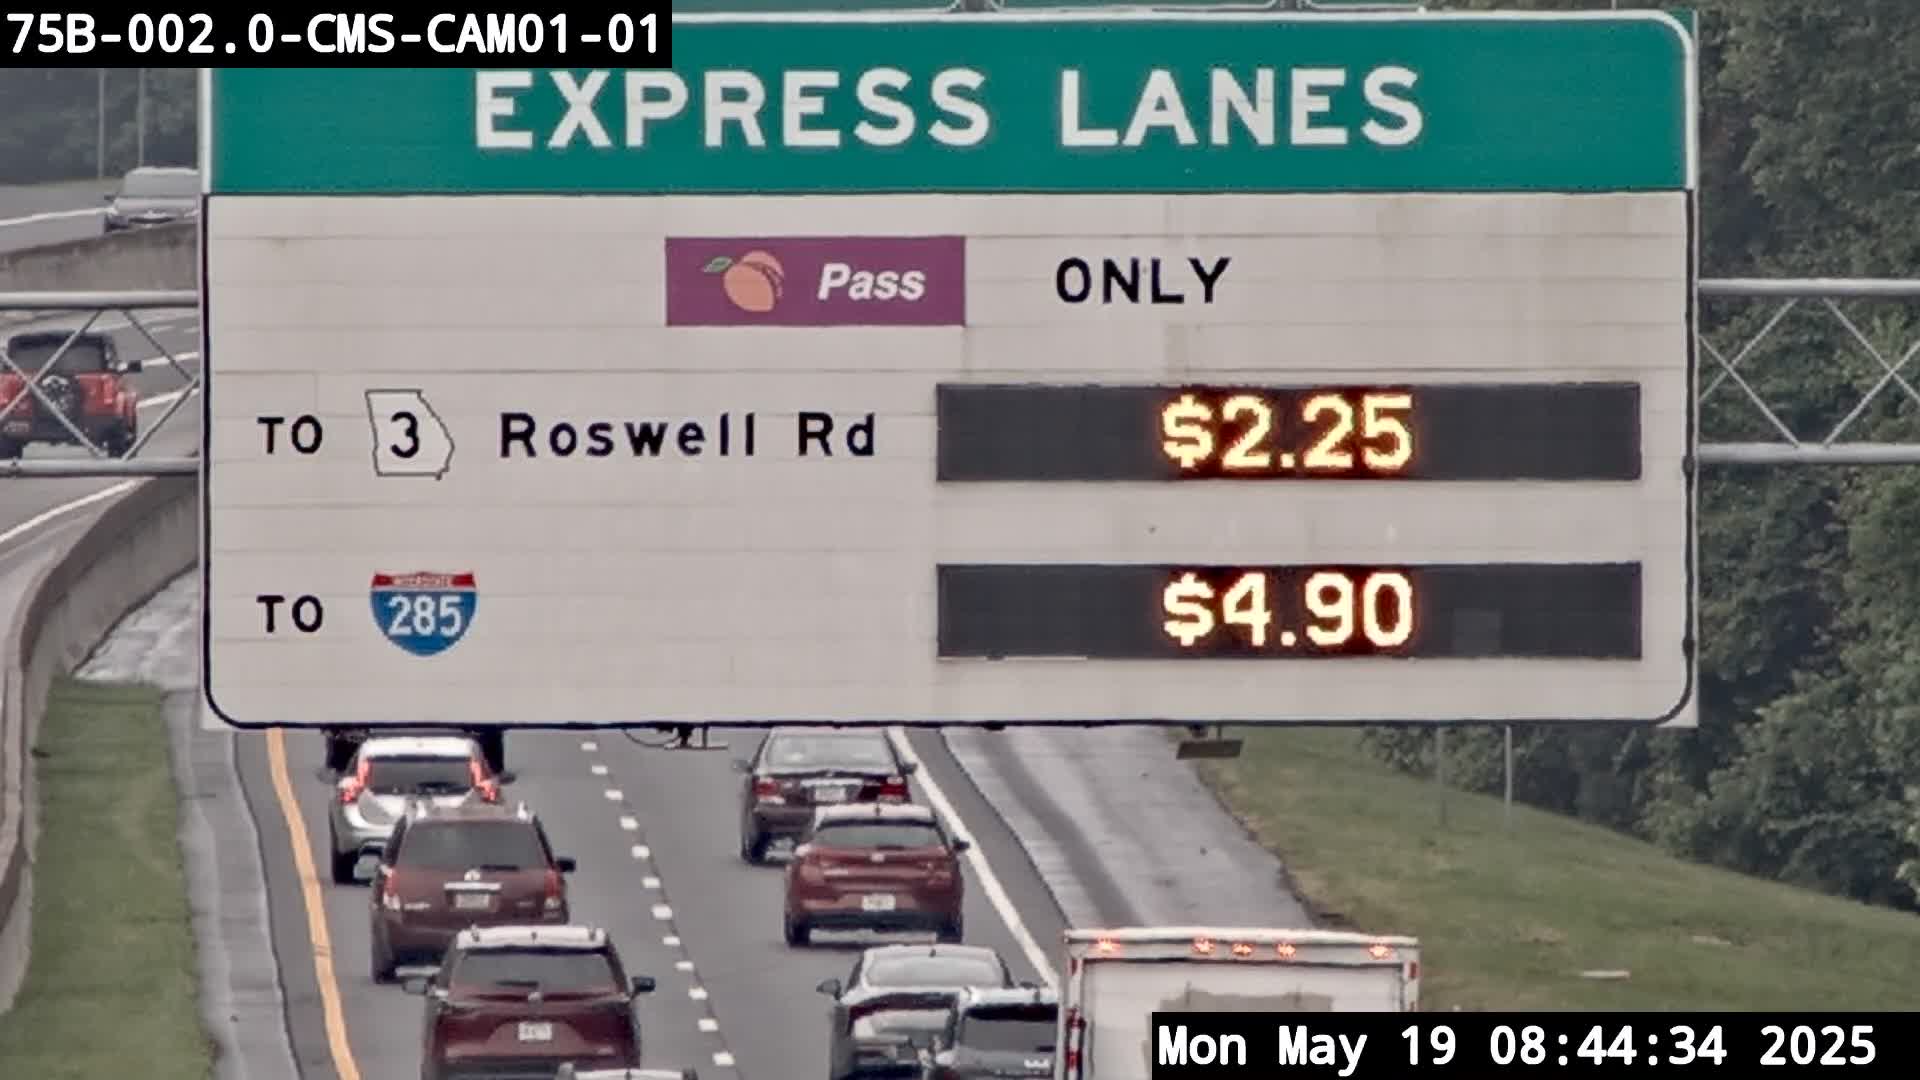 75B-002.0-CMS-CAM01-01
EXPRESS LANES
Pass ONLY
TO 3 Roswell Rd $2.25
TO INTERSTATE 285 $4.90
Mon May 19 08:44:34 2025